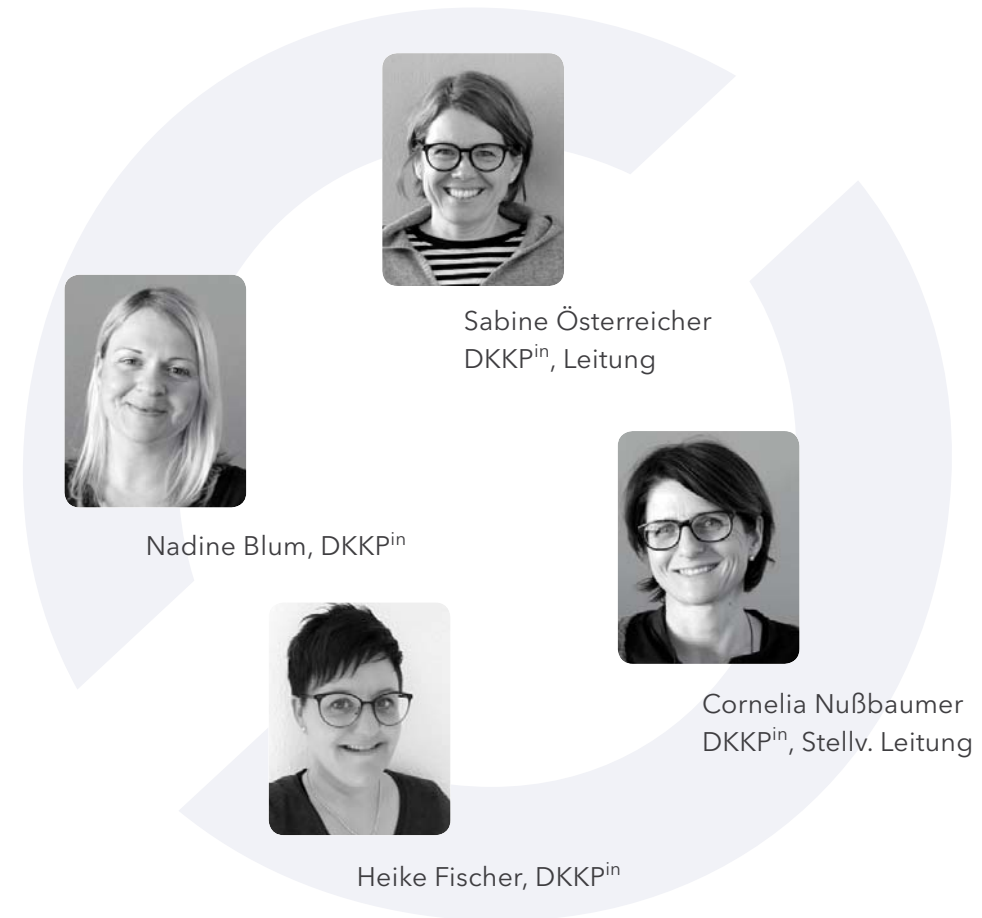 Sabine Österreicher
DKKPⁱⁿ, Leitung
Nadine Blum, DKKPⁱⁿ
Cornelia Nußbaumer
DKKPⁱⁿ, Stellv. Leitung
Heike Fischer, DKKPⁱⁿ